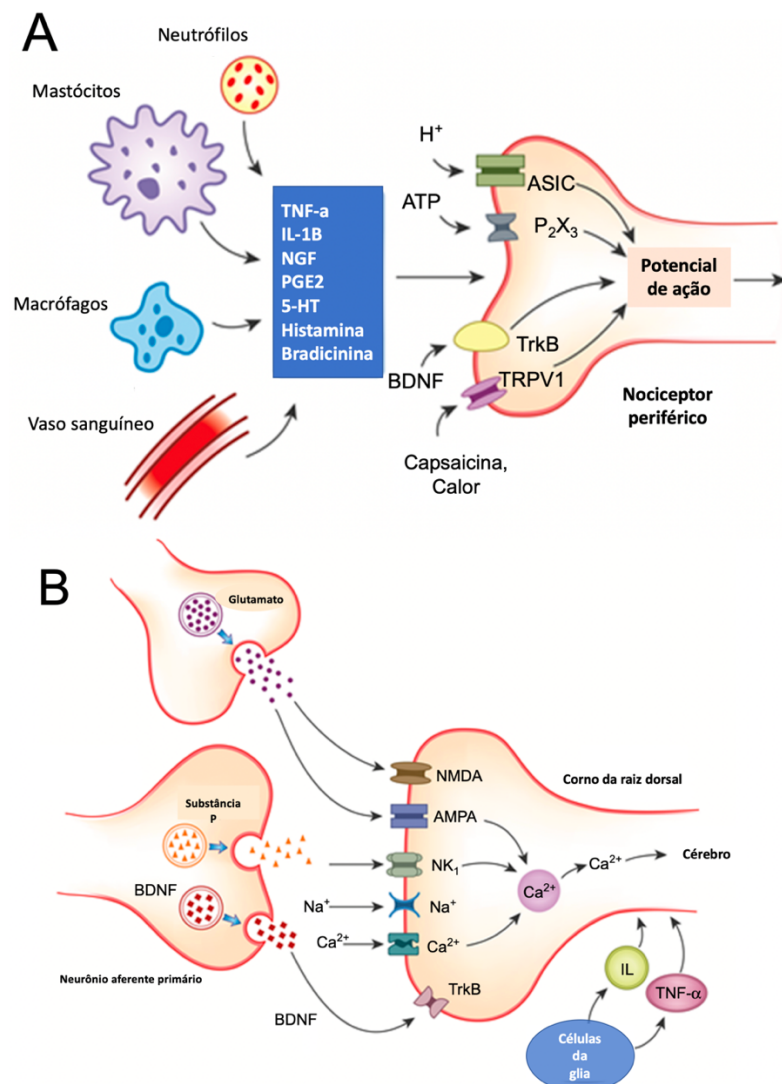 A
Neutrófilos
Mastócitos
Macrófagos
Vaso sanguíneo
TNF-a
IL-1B
NGF
PGE2
5-HT
Histamina
Bradicinina
H⁺
ATP
BDNF
Capsaicina,
Calor
ASIC
P₂X₃
TrkB
TRPV1
Potencial
de ação
Nociceptor
periférico
B
Glutamato
Substância
P
BDNF
Neurônio aferente primário
Na⁺
Ca²⁺
BDNF
NMDA
AMPA
NK₁
Na⁺
Ca²⁺
TrkB
Corno da raiz dorsal
Ca²⁺
Ca²⁺
Cérebro
IL
TNF-α
Células
da
glia